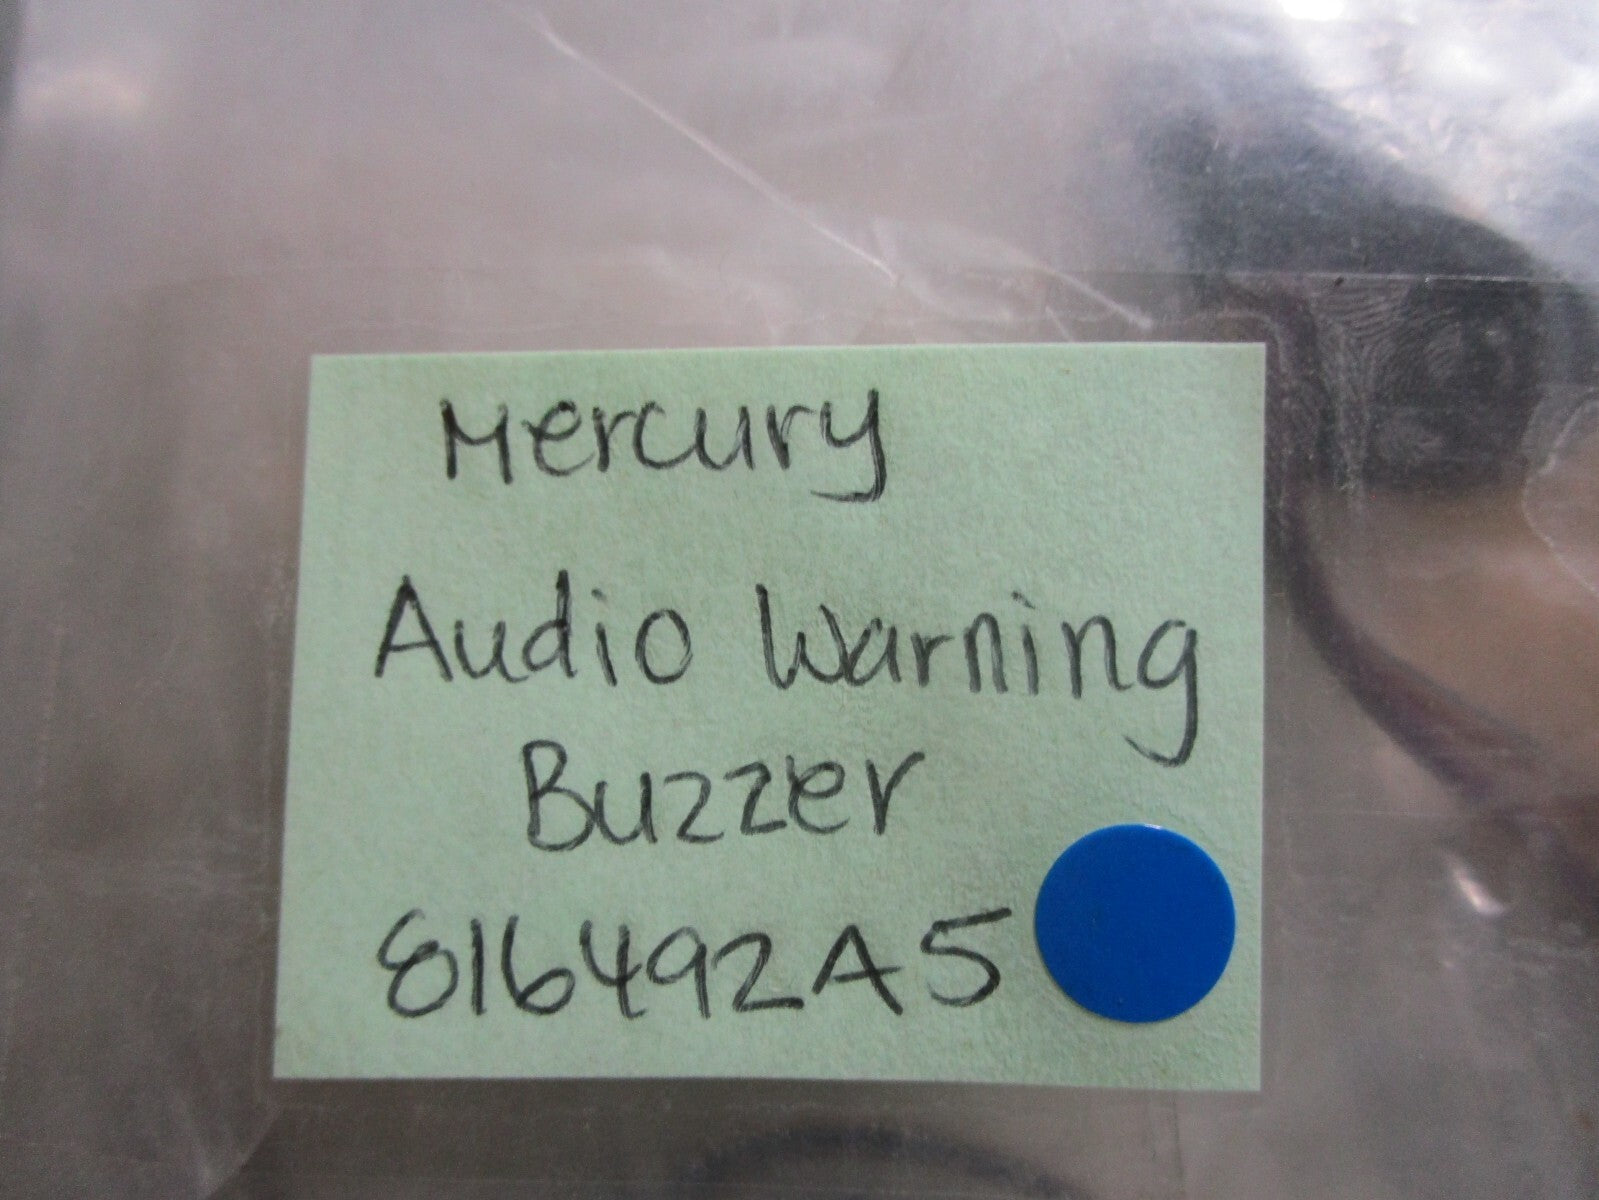 Mercury
Audio Warning
Buzzer
816492A5